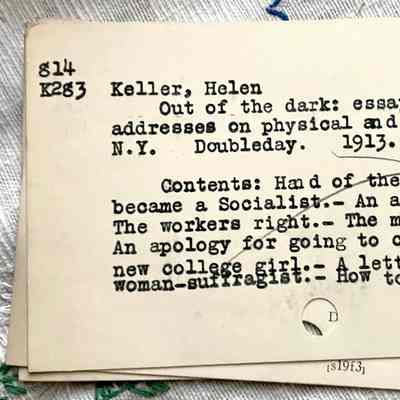 814
K283 Keller, Helen
Out of the dark: essa
addresses on physical and
N.Y. Doubleday. 1913.
Contents: Hand of the
became a Socialist.- An a
The workers right.- The m
An apology for going to c
new college girl.- A lett
woman-suffragist.- How to
D
[s19f3]